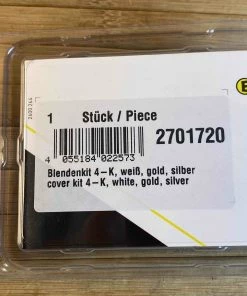 1 Stück / Piece
2701720
4 055184 022573
Blendenkit 4-K, weiß, gold, silber
cover kit 4-K, white, gold, silver